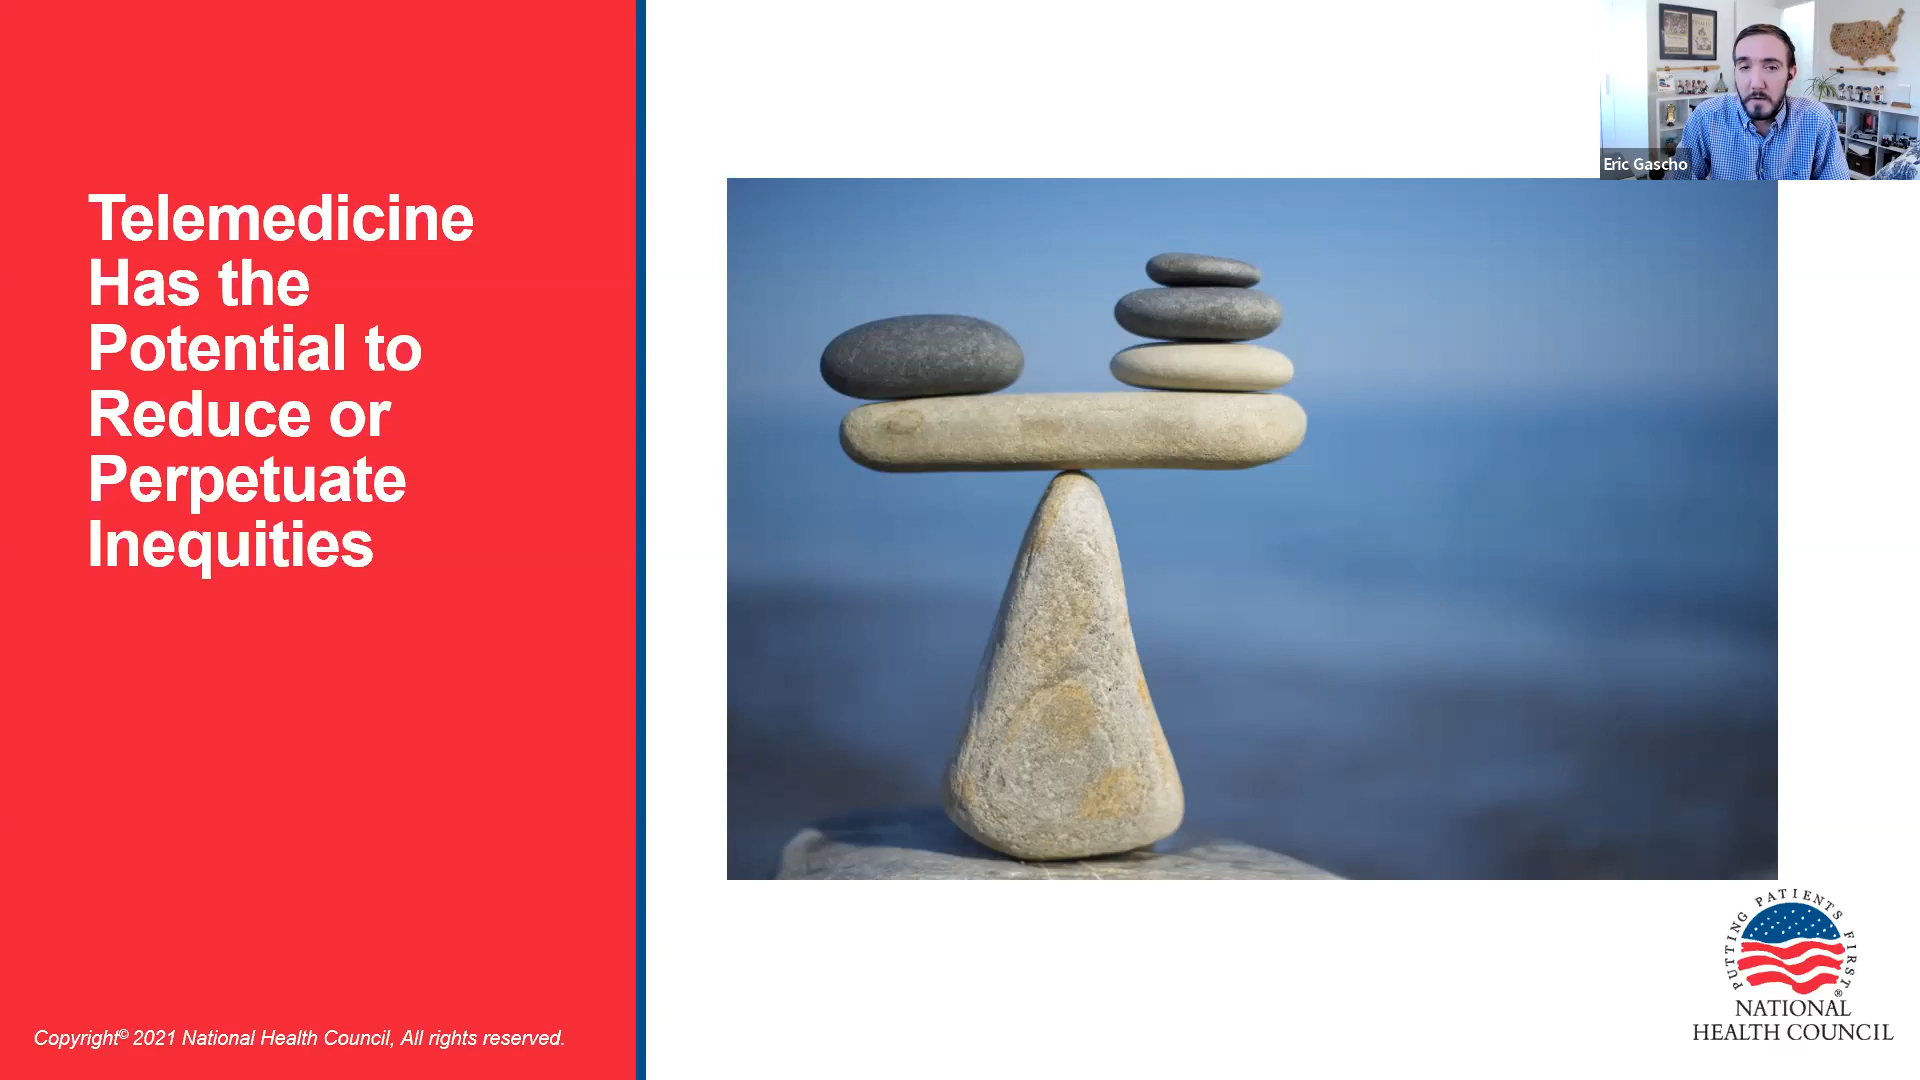 Telemedicine
Has the
Potential to
Reduce or
Perpetuate
Inequities
Eric Gascho
PUTTING PATIENTS FIRST®
NATIONAL
HEALTH COUNCIL
Copyright© 2021 National Health Council, All rights reserved.